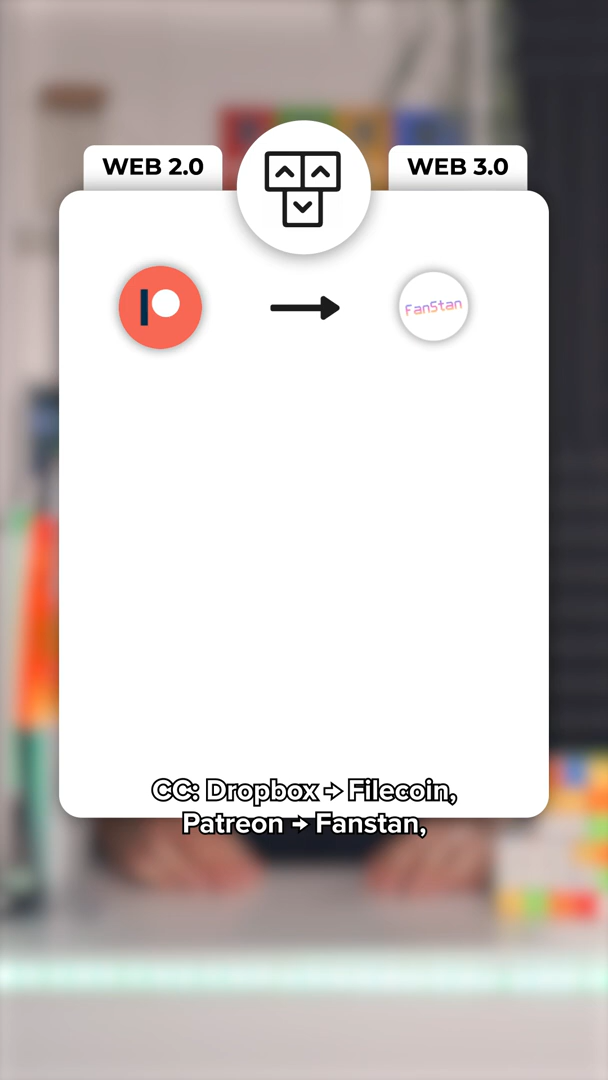 WEB 2.0
WEB 3.0
FanStan
CC: Dropbox → Filecoin,
Patreon → Fanstan,